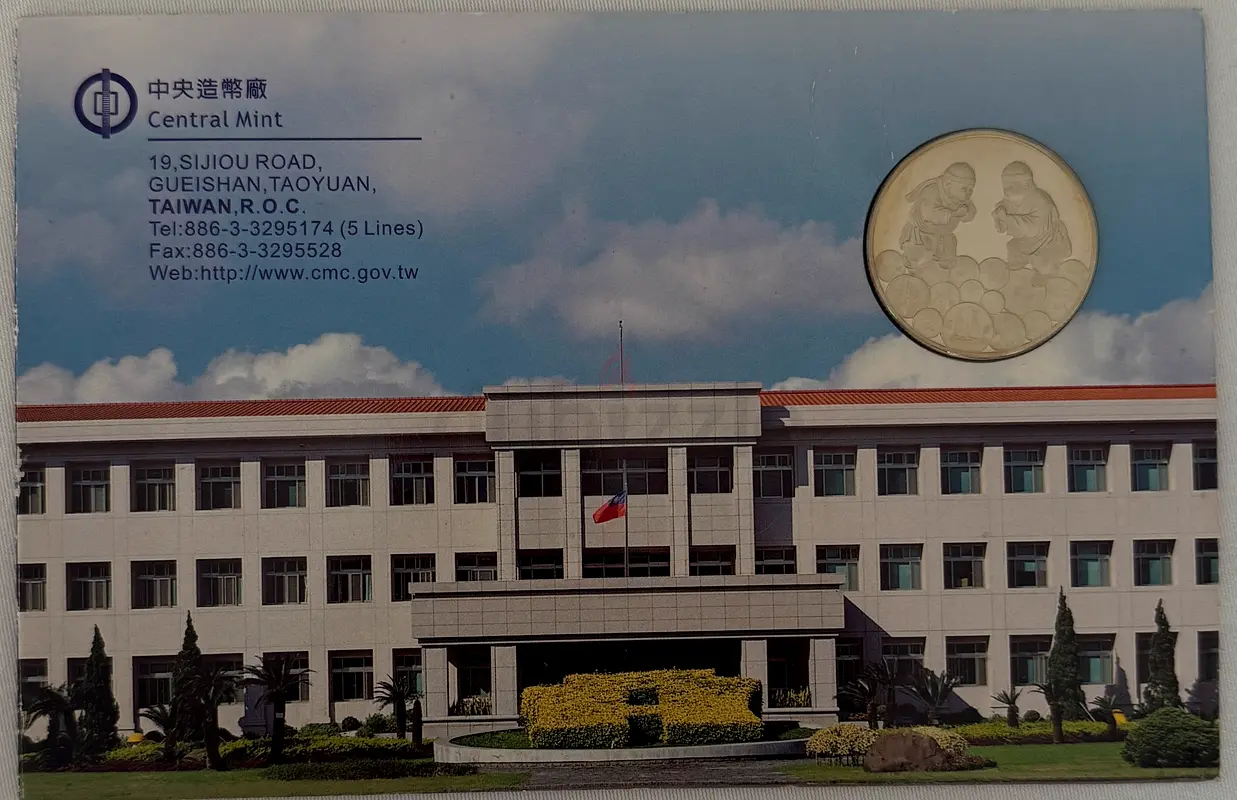 中央造幣廠
Central Mint
19,SIJIOU ROAD,
GUEISHAN,TAOYUAN,
TAIWAN,R.O.C.
Tel:886-3-3295174 (5 Lines)
Fax:886-3-3295528
Web:http://www.cmc.gov.tw